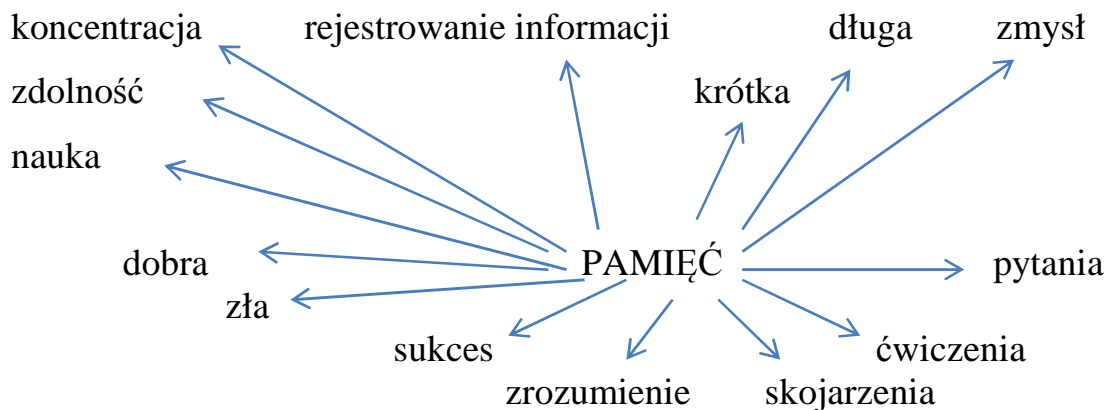 koncentracja rejestrowanie informacji długa zmysł
zdolność krótka
nauka
dobra PAMIĘĆ pytania
zła
sukces ćwiczenia
zrozumienie skojarzenia